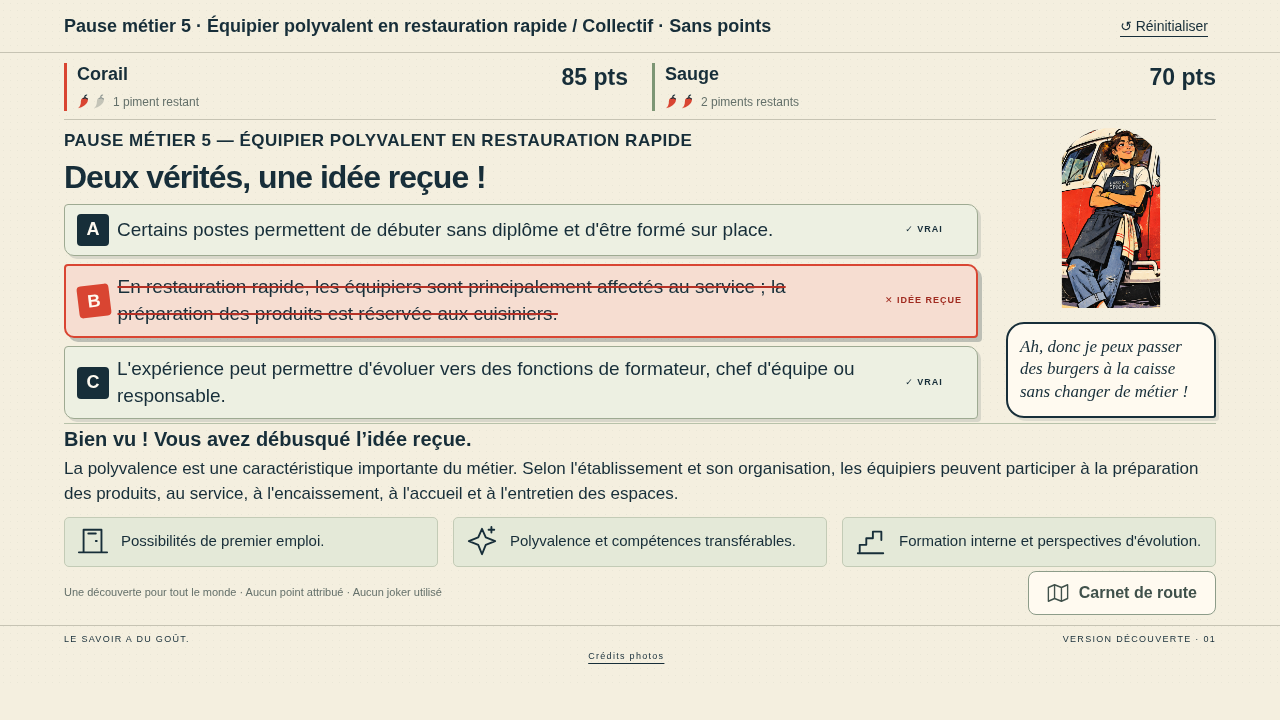 Pause métier 5 · Équipier polyvalent en restauration rapide / Collectif · Sans points
↺ Réinitialiser
Corail
85 pts
1 piment restant
Sauge
70 pts
2 piments restants
PAUSE MÉTIER 5 — ÉQUIPIER POLYVALENT EN RESTAURATION RAPIDE
Deux vérités, une idée reçue !
A
Certains postes permettent de débuter sans diplôme et d'être formé sur place.
✓ VRAI
B
En restauration rapide, les équipiers sont principalement affectés au service ; la
préparation des produits est réservée aux cuisiniers.
✕ IDÉE REÇUE
C
L'expérience peut permettre d'évoluer vers des fonctions de formateur, chef d'équipe ou
responsable.
✓ VRAI
Ah, donc je peux passer
des burgers à la caisse
sans changer de métier !
Bien vu ! Vous avez débusqué l’idée reçue.
La polyvalence est une caractéristique importante du métier. Selon l'établissement et son organisation, les équipiers peuvent participer à la préparation
des produits, au service, à l'encaissement, à l'accueil et à l'entretien des espaces.
Possibilités de premier emploi.
Polyvalence et compétences transférables.
Formation interne et perspectives d'évolution.
Une découverte pour tout le monde · Aucun point attribué · Aucun joker utilisé
Carnet de route
LE SAVOIR A DU GOÛT.
VERSION DÉCOUVERTE · 01
Crédits photos